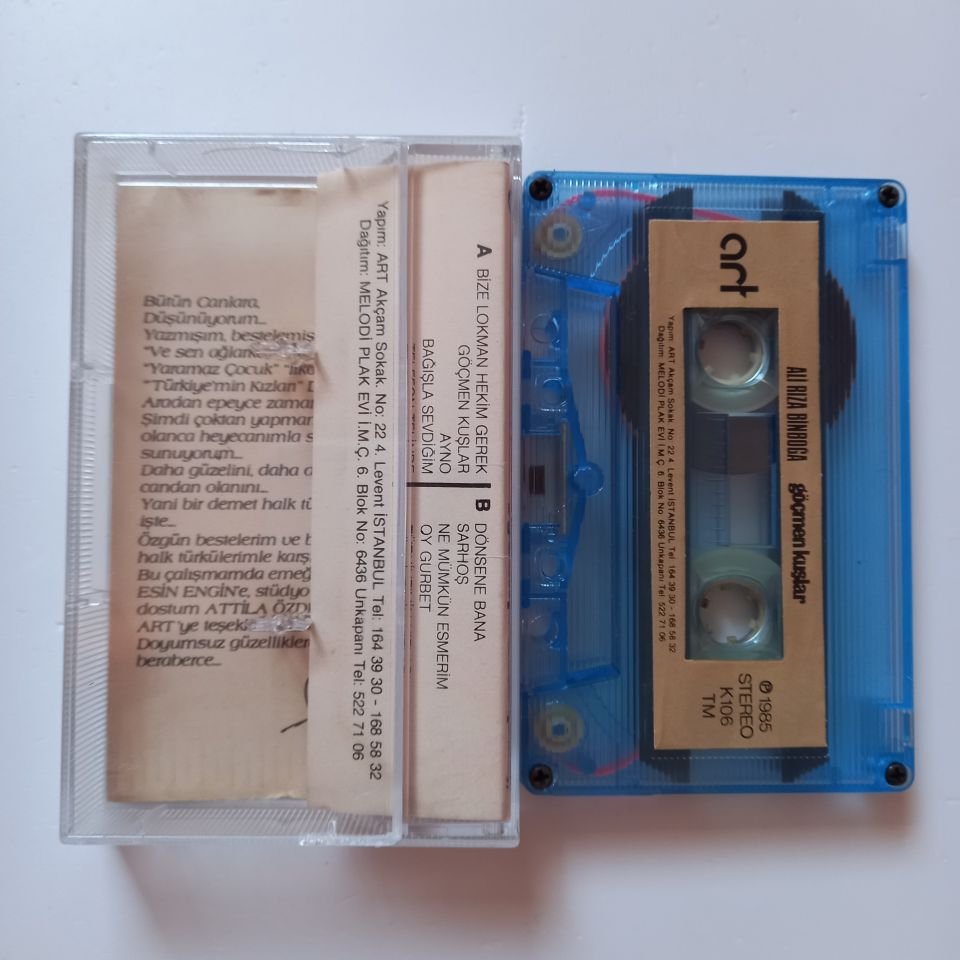 Bütün Canlara,
Düşünüyorum...
Yazmışım, bestelemiş
"Ve sen ağlark
"Yaramaz Çocuk"
"Türkiye'min Kızları"
Aradan epeyce zaman
Şimdi çoktan yapmam
olanca heyecanımla s
sunuyorum...
Daha güzelini, daha
candan olanını...
Yani bir demet halk
işte...
Özgün bestelerim ve b
halk türkülerimle karş
Bu çalışmamda emeğ
ESİN ENGİN'e, stüdyo
dostum ATTİLA ÖZD
ART'ye teşek
Doyumsuz güzellikler
beraberce...
Yapım: ART Akçam Sokak. No: 22 4. Levent İSTANBUL Tel: 164 39 30 - 168 58 32
Dağıtım: MELODİ PLAK EVİ İ.M.Ç. 6. Blok No: 6436 Unkapanı Tel: 522 71 06
A BİZE LOKMAN HEKİM GEREK
GÖÇMEN KUŞLAR
AYNO
BAĞIŞLA SEVDİĞİM
B DÖNSENE BANA
SARHOŞ
NE MÜMKÜN ESMERİM
OY GURBET
art
ALİ RIZA BİNBOĞA göçmen kuşlar
Yapım: ART Akçam Sokak. No: 22 4. Levent İSTANBUL Tel: 164 39 30 - 168 58 32
Dağıtım: MELODİ PLAK EVİ İ.M.Ç. 6. Blok No: 6436 Unkapanı Tel: 522 71 06
℗ 1985
STEREO
K106
TM